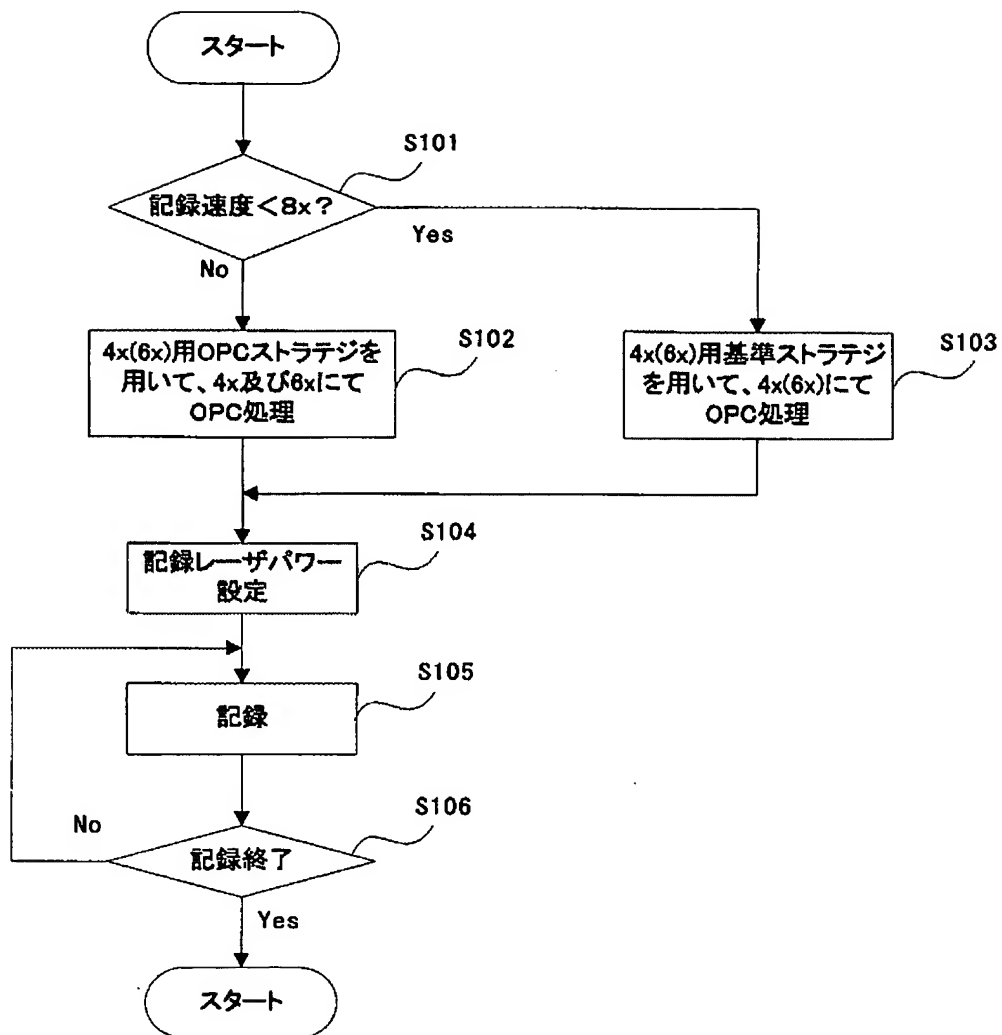 スタート
S101
記録速度<8x?
Yes
No
4x(6x)用OPCストラテジを
用いて、4x及び6xにて
OPC処理
S102
4x(6x)用基準ストラテジ
を用いて、4x(6x)にて
OPC処理
S103
S104
記録レーザパワー
設定
S105
記録
S106
No
記録終了
Yes
スタート